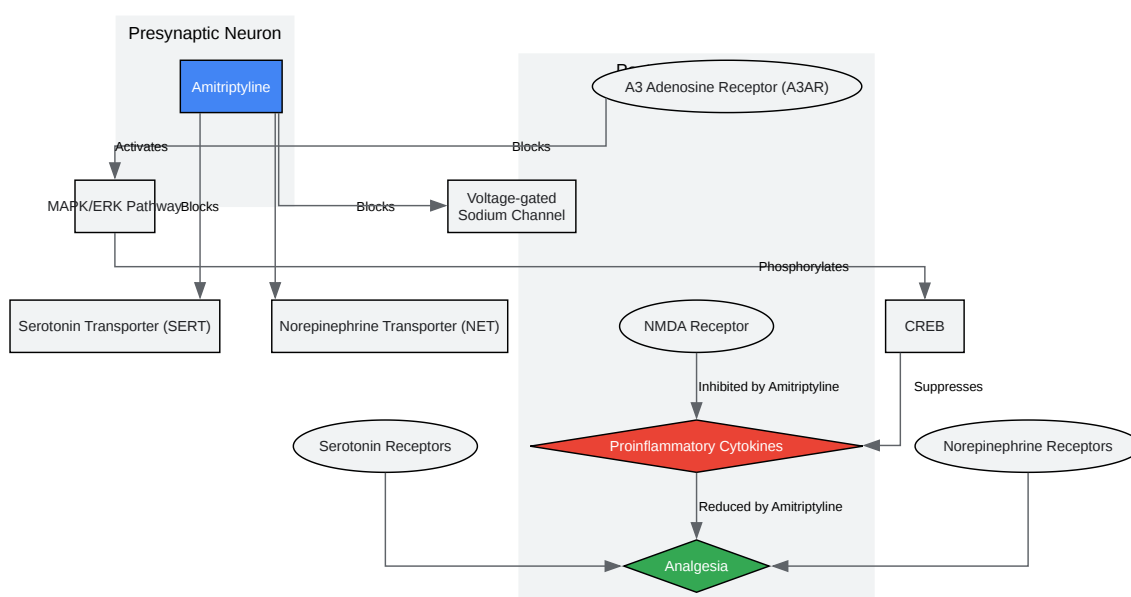 Presynaptic Neuron
Amitriptyline
A3 Adenosine Receptor (A3AR)
Activates
Blocks
MAPK/ERK Pathway
Blocks
Blocks
Voltage-gated
Sodium Channel
Phosphorylates
Serotonin Transporter (SERT)
Norepinephrine Transporter (NET)
NMDA Receptor
CREB
Inhibited by Amitriptyline
Suppresses
Serotonin Receptors
Proinflammatory Cytokines
Norepinephrine Receptors
Reduced by Amitriptyline
Analgesia